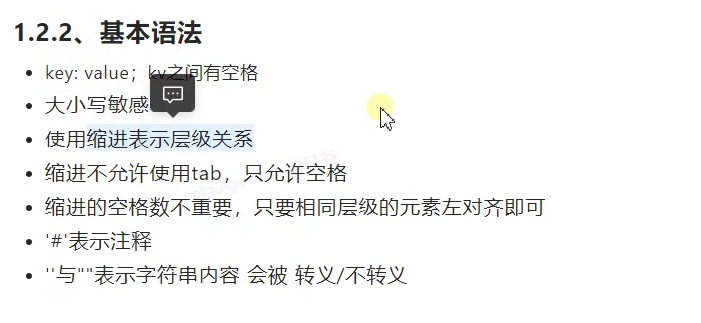 1.2.2、基本语法
key: value；kv之间有空格
大小写敏感
使用缩进表示层级关系
缩进不允许使用tab，只允许空格
缩进的空格数不重要，只要相同层级的元素左对齐即可
'#'表示注释
''与""表示字符串内容 会被 转义/不转义